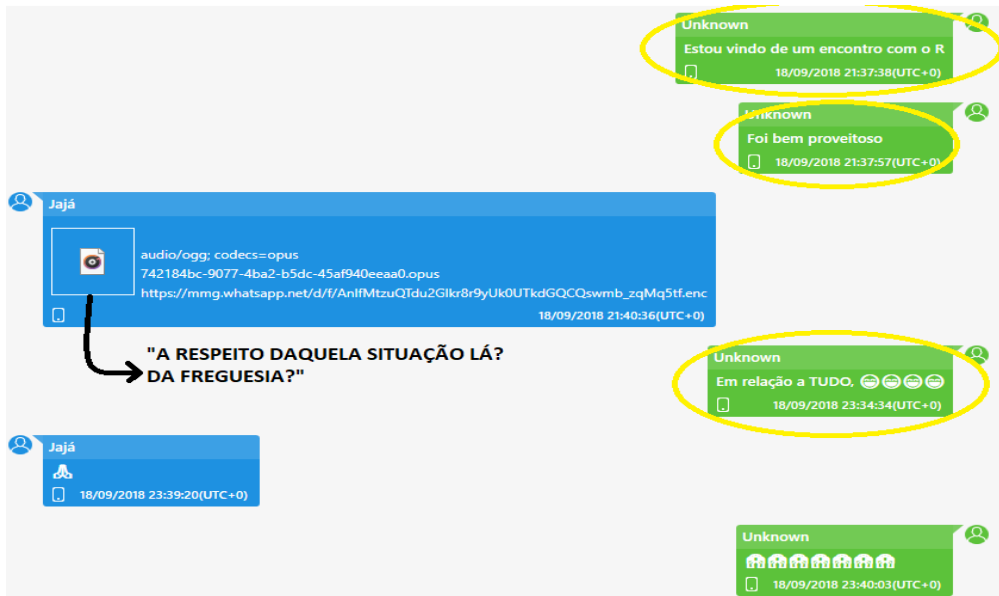 Unknown
Estou vindo de um encontro com o R
18/09/2018 21:37:38(UTC+0)
Unknown
Foi bem proveitoso
18/09/2018 21:37:57(UTC+0)
Jajá
audio/ogg; codecs=opus
742184bc-9077-4ba2-b5dc-45af940eeaa0.opus
https://mmg.whatsapp.net/d/f/AnlfMtzuQTdu2Glkr8r9yUk0UTkdGQCQswmb_zqMq5tf.enc
18/09/2018 21:40:36(UTC+0)
"A RESPEITO DAQUELA SITUAÇÃO LÁ?
DA FREGUESIA?"
Unknown
Em relação a TUDO, 😁😁😁😁
18/09/2018 23:34:34(UTC+0)
Jajá
🙏
18/09/2018 23:39:20(UTC+0)
Unknown
18/09/2018 23:40:03(UTC+0)